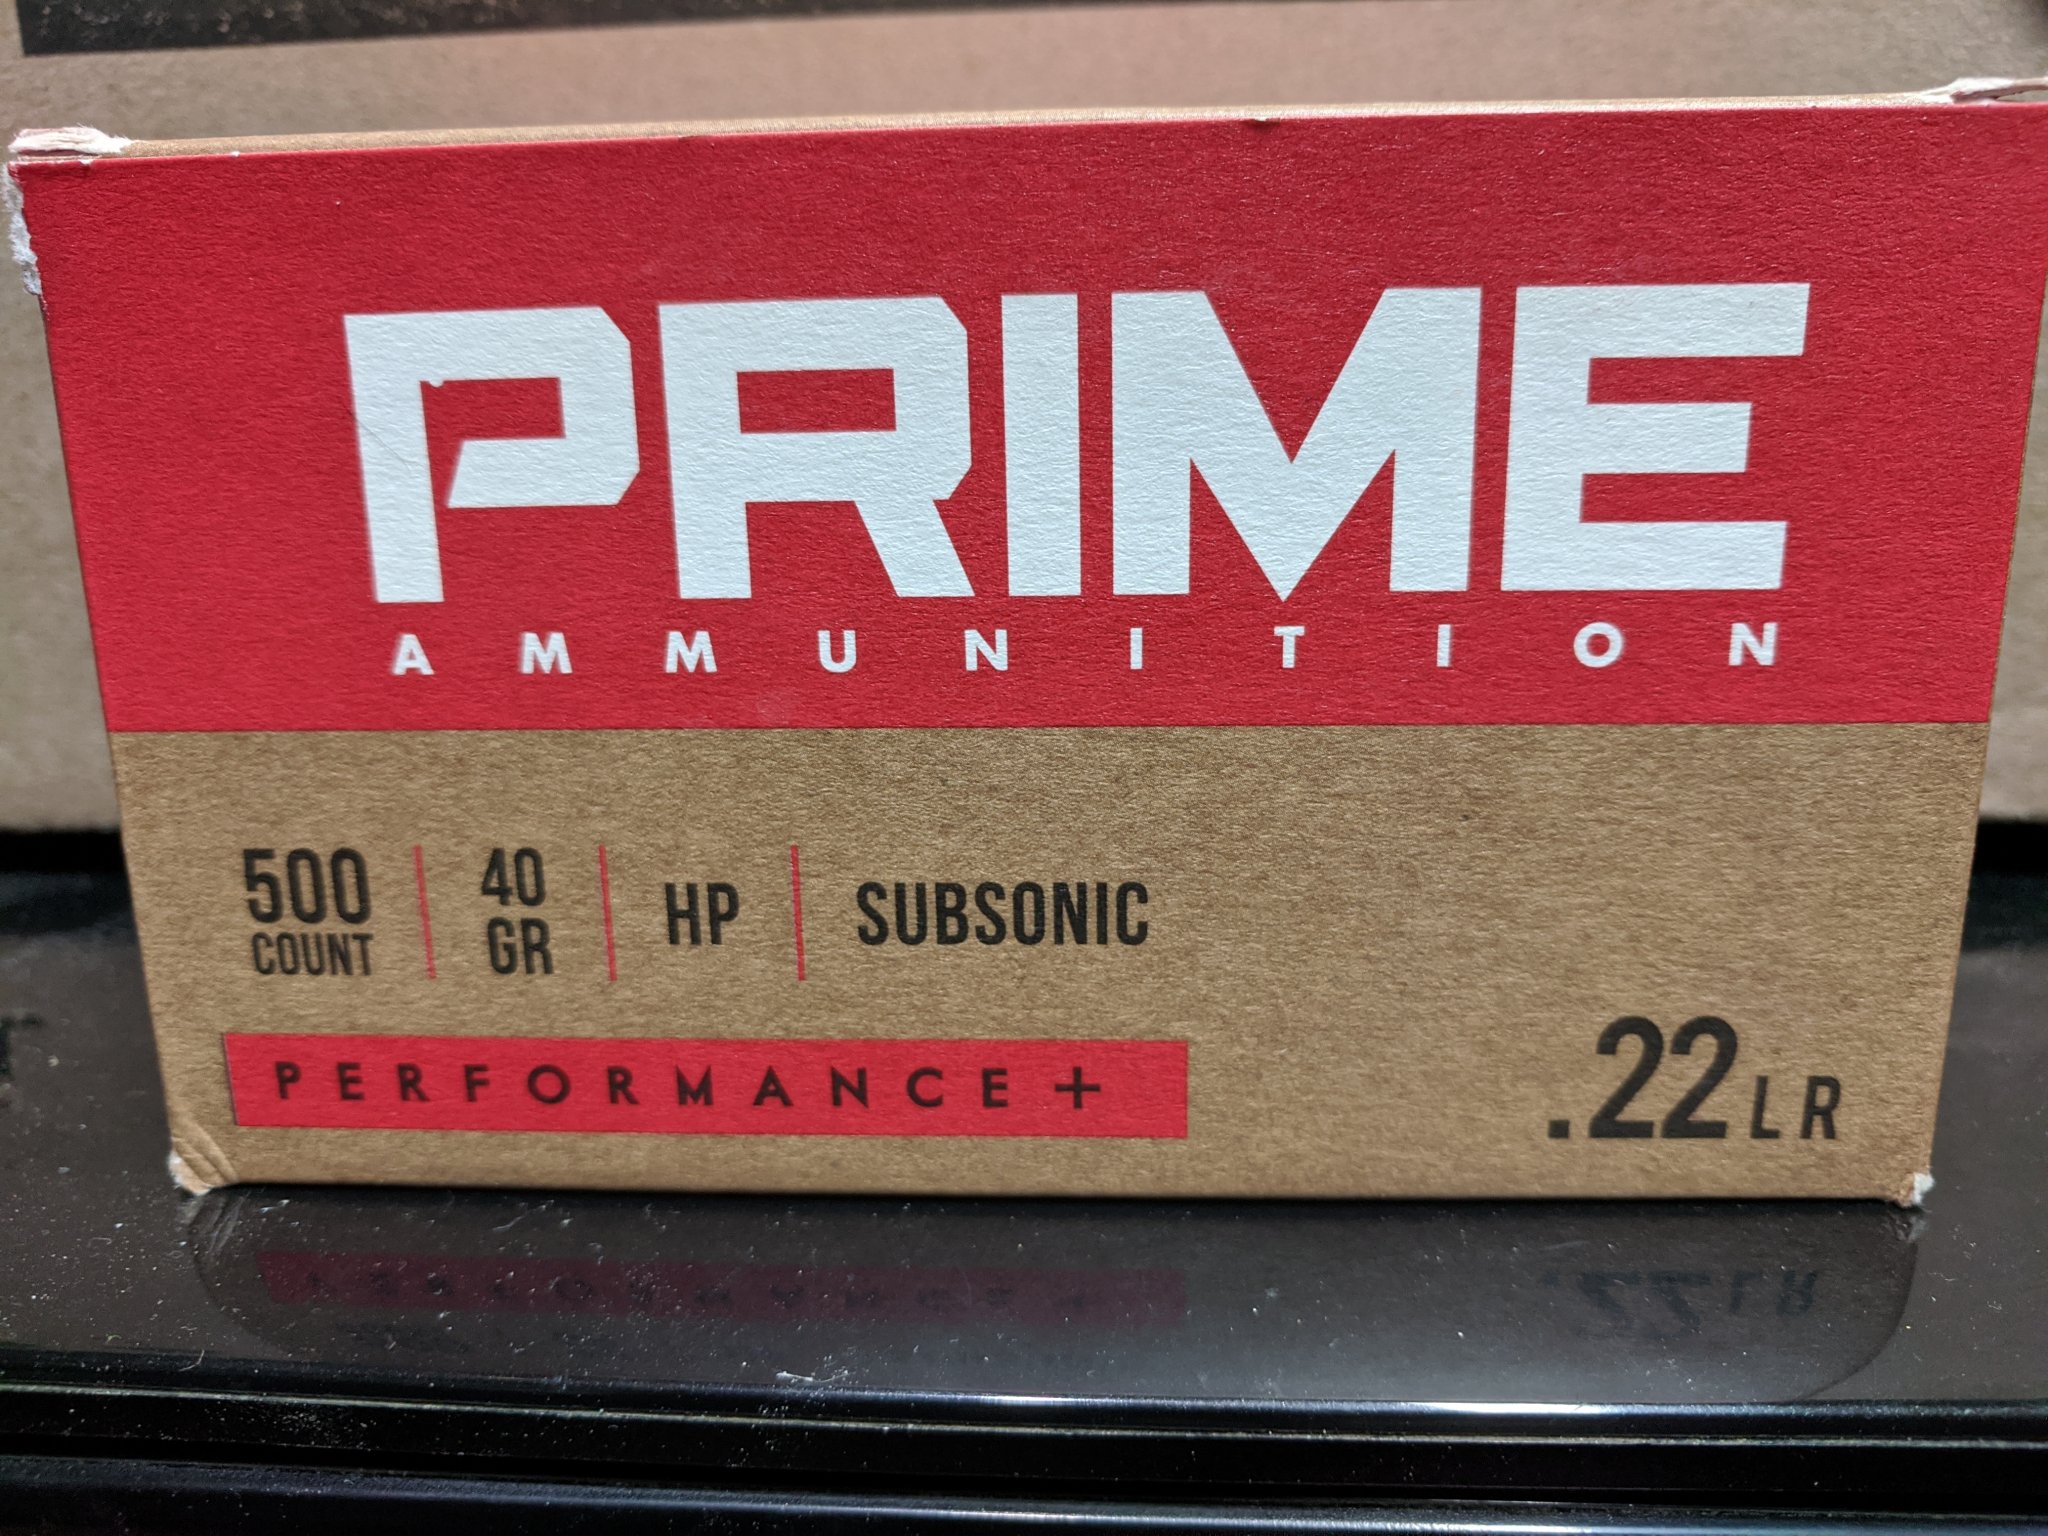 PRIME
AMMUNITION
500 COUNT | 40 GR | HP | SUBSONIC
PERFORMANCE+
.22 LR